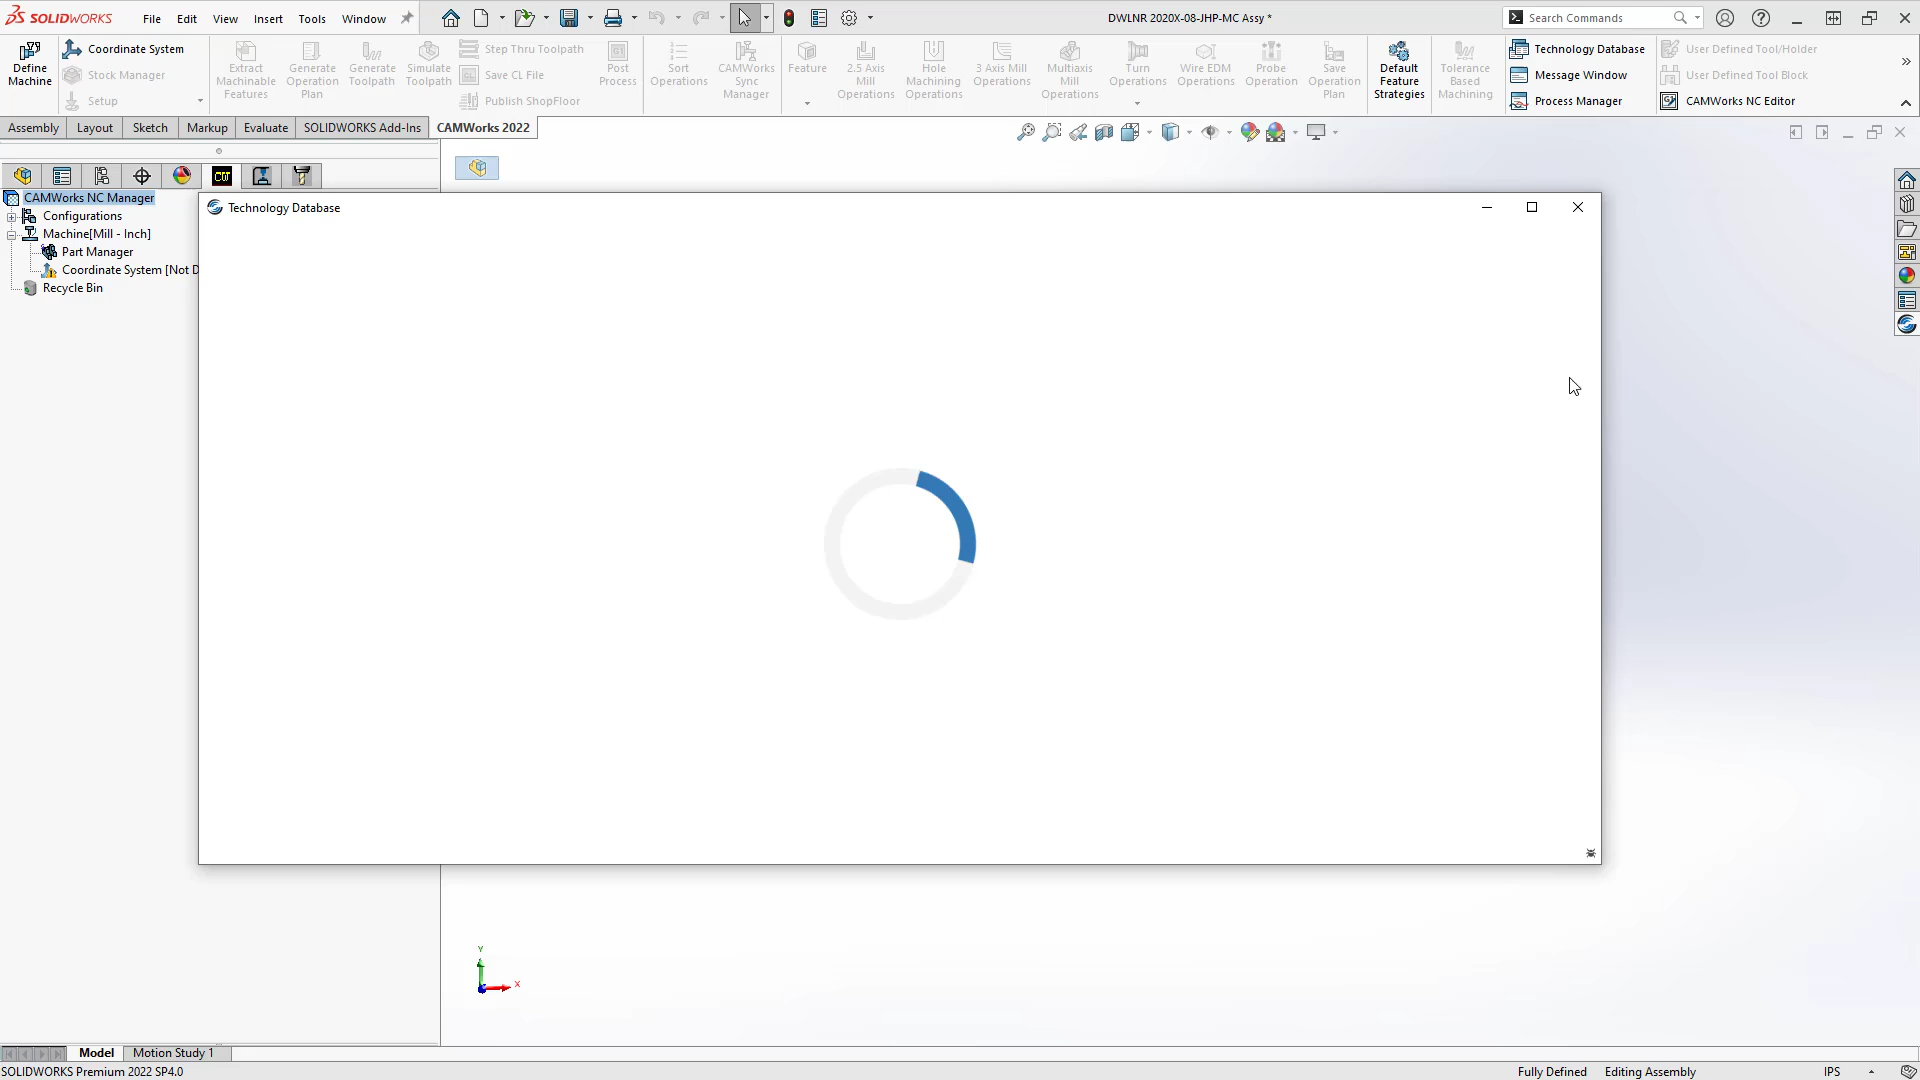 SOLIDWORKS File Edit View Insert Tools Window DWLNR 2020X-08-JHP-MC Assy * Search Commands
Define Machine
Coordinate System
Stock Manager
Setup
Extract Machinable Features
Generate Operation Plan
Generate Toolpath
Simulate Toolpath
Step Thru Toolpath
Save CL File
Publish ShopFloor
Post Process
Sort Operations
CAMWorks Sync Manager
Feature
2.5 Axis Mill Operations
Hole Machining Operations
3 Axis Mill Operations
Multiaxis Mill Operations
Turn Operations
Wire EDM Operations
Probe Operation
Save Operation Plan
Default Feature Strategies
Tolerance Based Machining
Technology Database
Message Window
Process Manager
User Defined Tool/Holder
User Defined Tool Block
CAMWorks NC Editor
Assembly Layout Sketch Markup Evaluate SOLIDWORKS Add-Ins CAMWorks 2022
CAMWorks NC Manager
Configurations
Machine[Mill - Inch]
Part Manager
Coordinate System [Not D
Recycle Bin
Technology Database
Y
X
Model Motion Study 1
SOLIDWORKS Premium 2022 SP4.0 Fully Defined Editing Assembly IPS